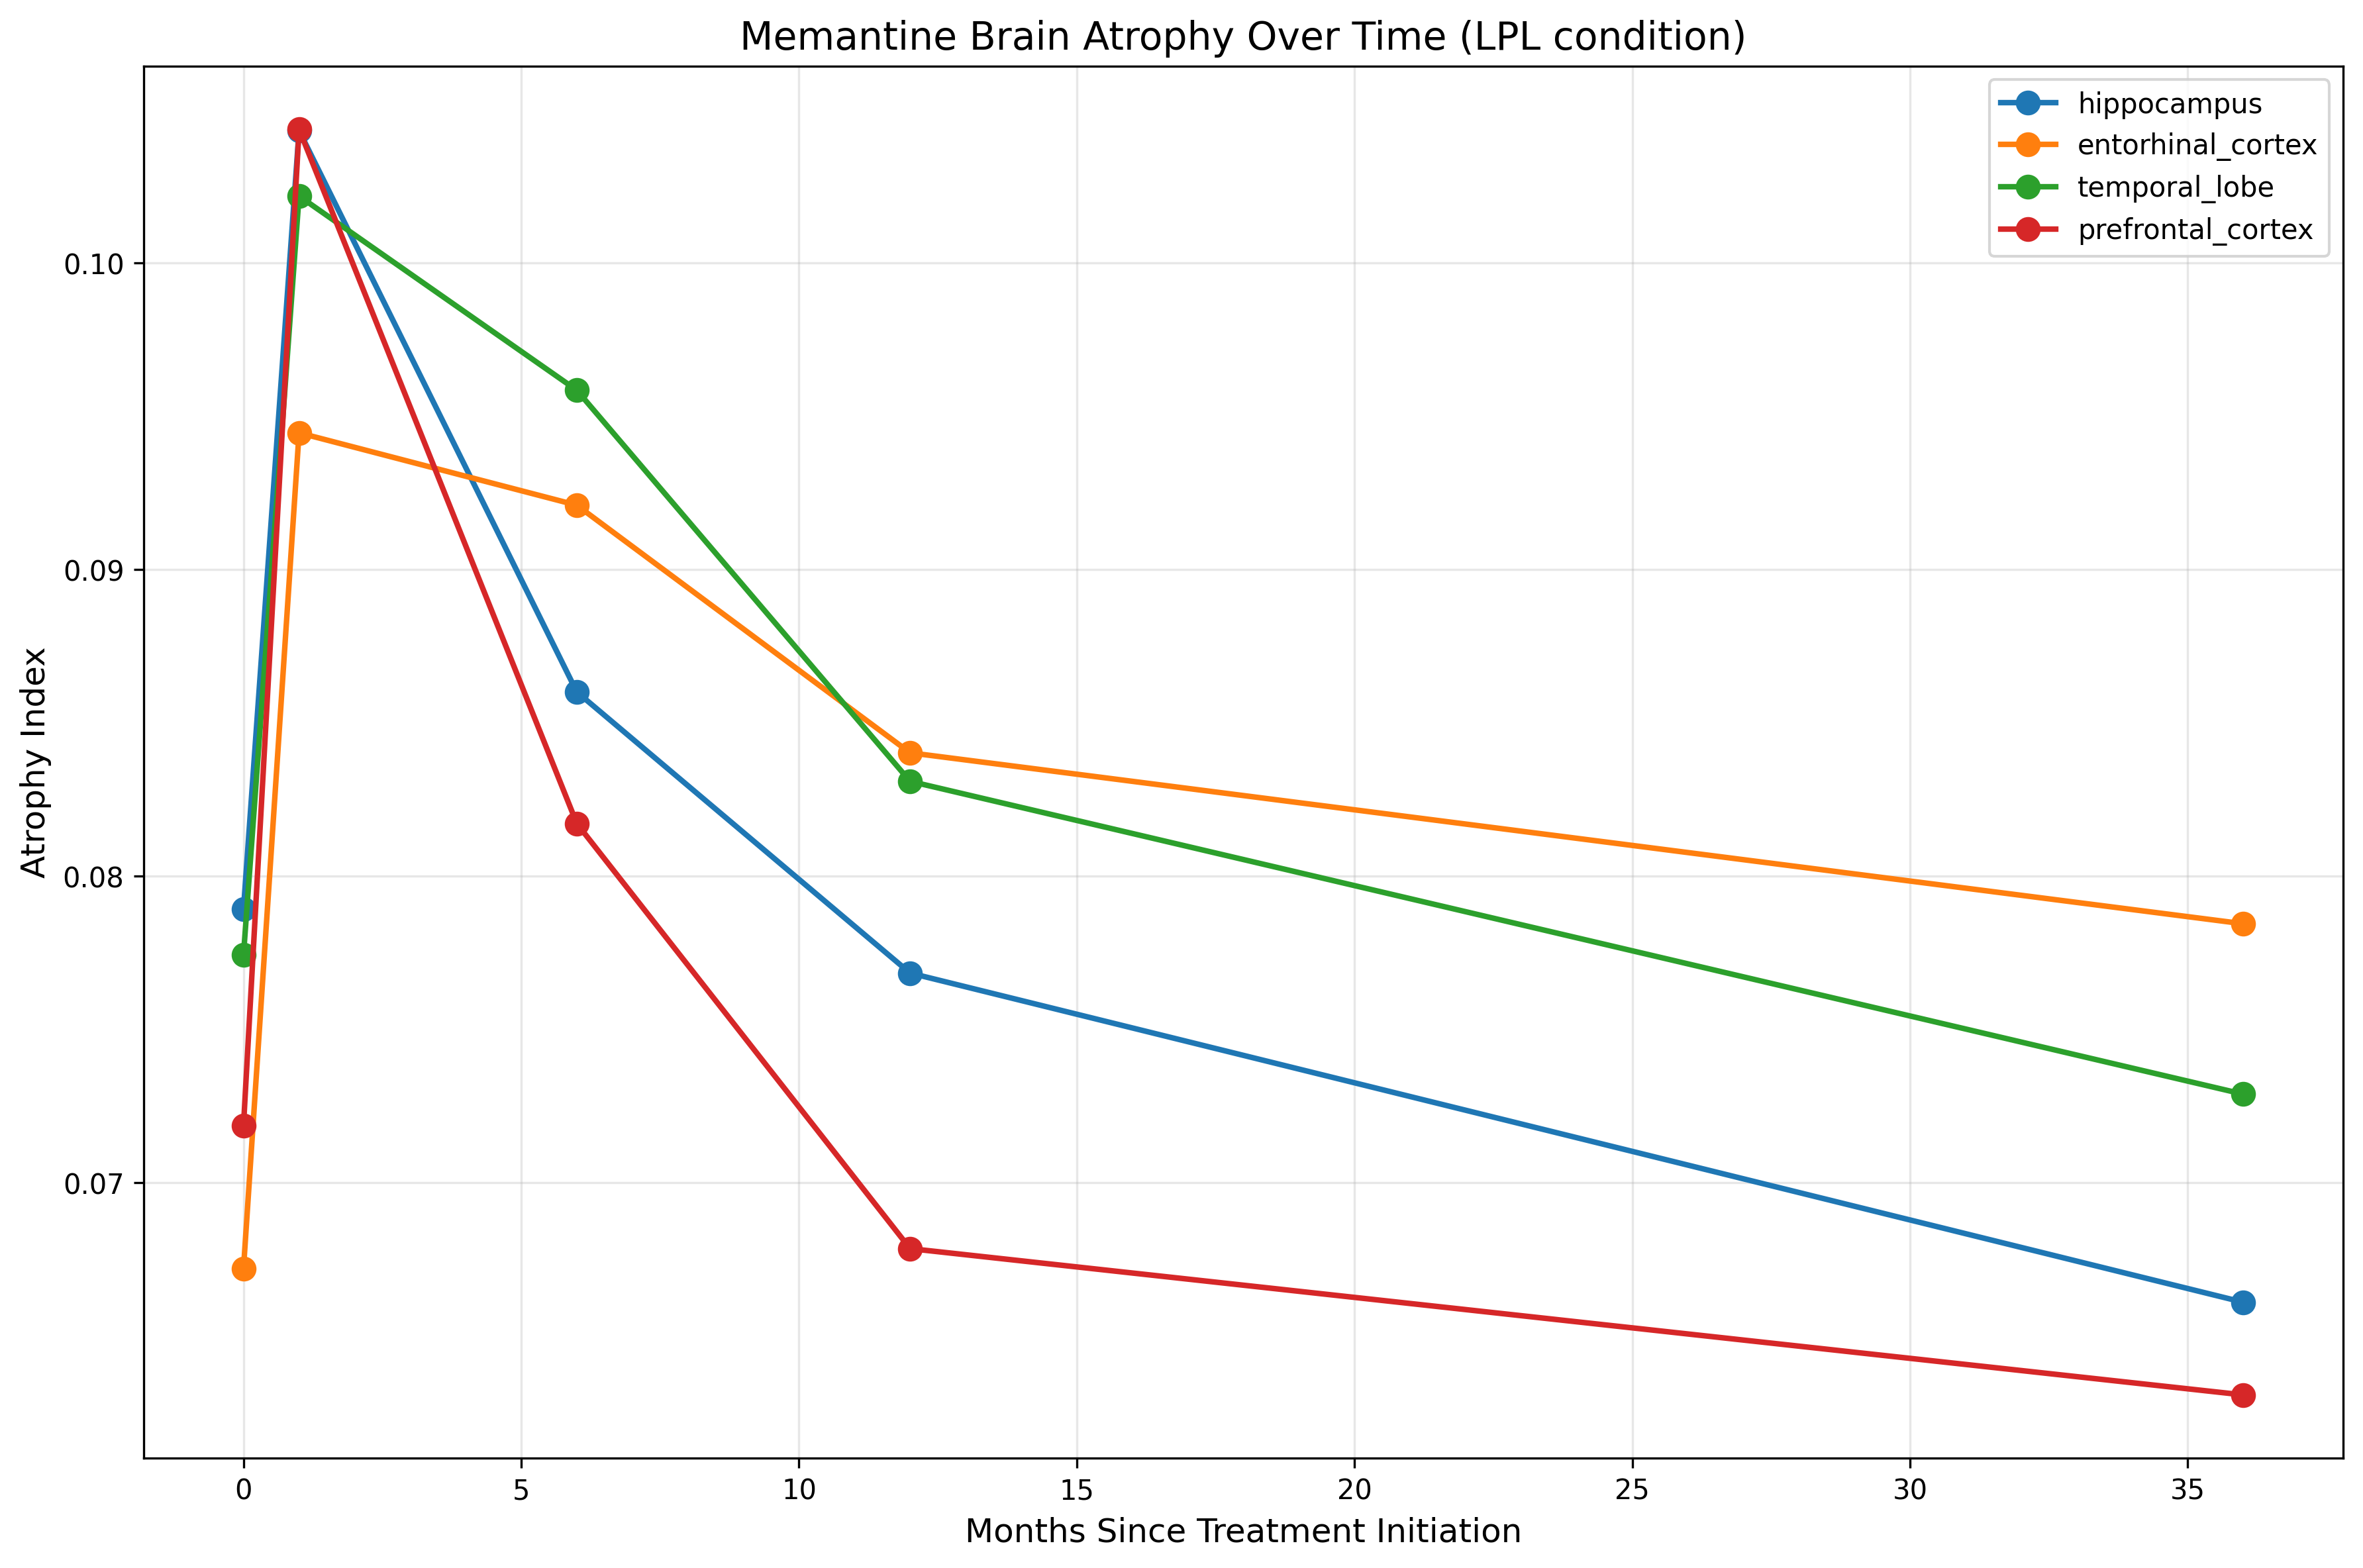 Memantine Brain Atrophy Over Time (LPL condition)
hippocampus
entorhinal_cortex
temporal_lobe
prefrontal_cortex
Atrophy Index
0.10
0.09
0.08
0.07
0 5 10 15 20 25 30 35
Months Since Treatment Initiation